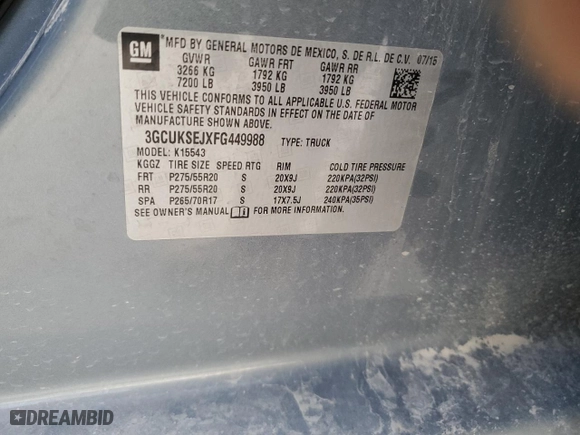 GM
*MFD BY GENERAL MOTORS DE MEXICO, S. DE R.L. DE C.V. 07/15
GVWR GAWR FRT GAWR RR
3266 KG 1792 KG 1792 KG
7200 LB 3950 LB 3950 LB
THIS VEHICLE CONFORMS TO ALL APPLICABLE U.S. FEDERAL MOTOR
VEHICLE SAFETY STANDARDS IN EFFECT ON THE DATE OF
MANUFACTURE SHOWN ABOVE.
3GCUKSEJXFG449988 TYPE: TRUCK
MODEL: K15543
KGGZ TIRE SIZE SPEED RTG RIM COLD TIRE PRESSURE
FRT P275/55R20 S 20X9J 220KPA(32PSI)
RR P275/55R20 S 20X9J 220KPA(32PSI)
SPA P265/70R17 S 17X7.5J 240KPA(35PSI)
SEE OWNER'S MANUAL FOR MORE INFORMATION.
DREAMBID